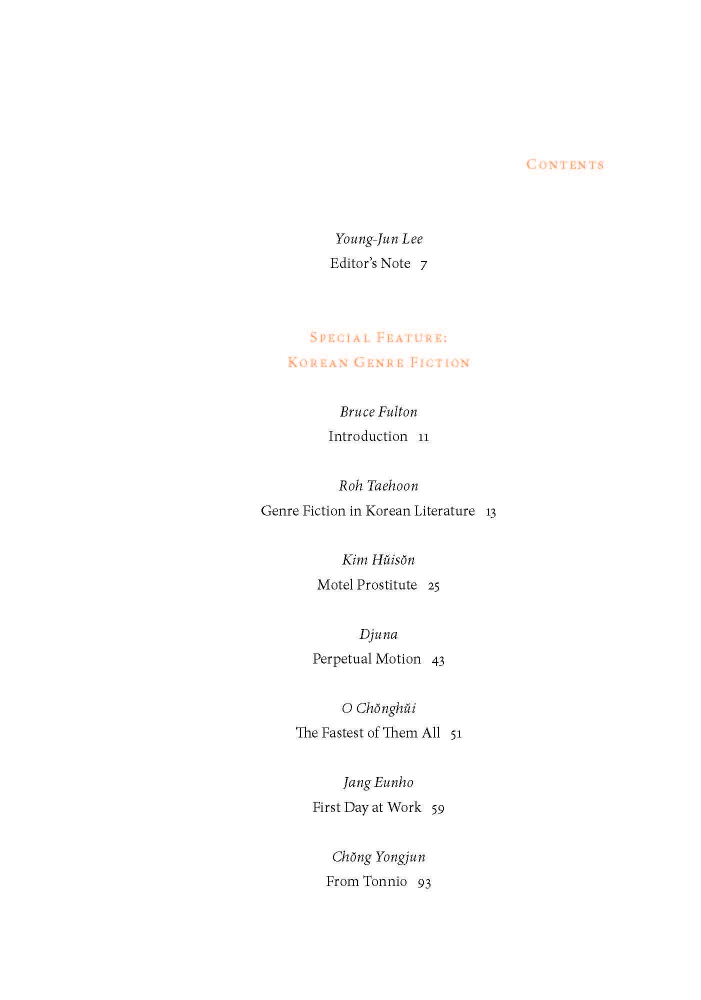 Contents
Young-Jun Lee
Editor’s Note 7
Special Feature:
Korean Genre Fiction
Bruce Fulton
Introduction 11
Roh Taehoon
Genre Fiction in Korean Literature 13
Kim Hŭisŏn
Motel Prostitute 25
Djuna
Perpetual Motion 43
O Chŏnghŭi
The Fastest of Them All 51
Jang Eunho
First Day at Work 59
Chŏng Yongjun
From Tonnio 93